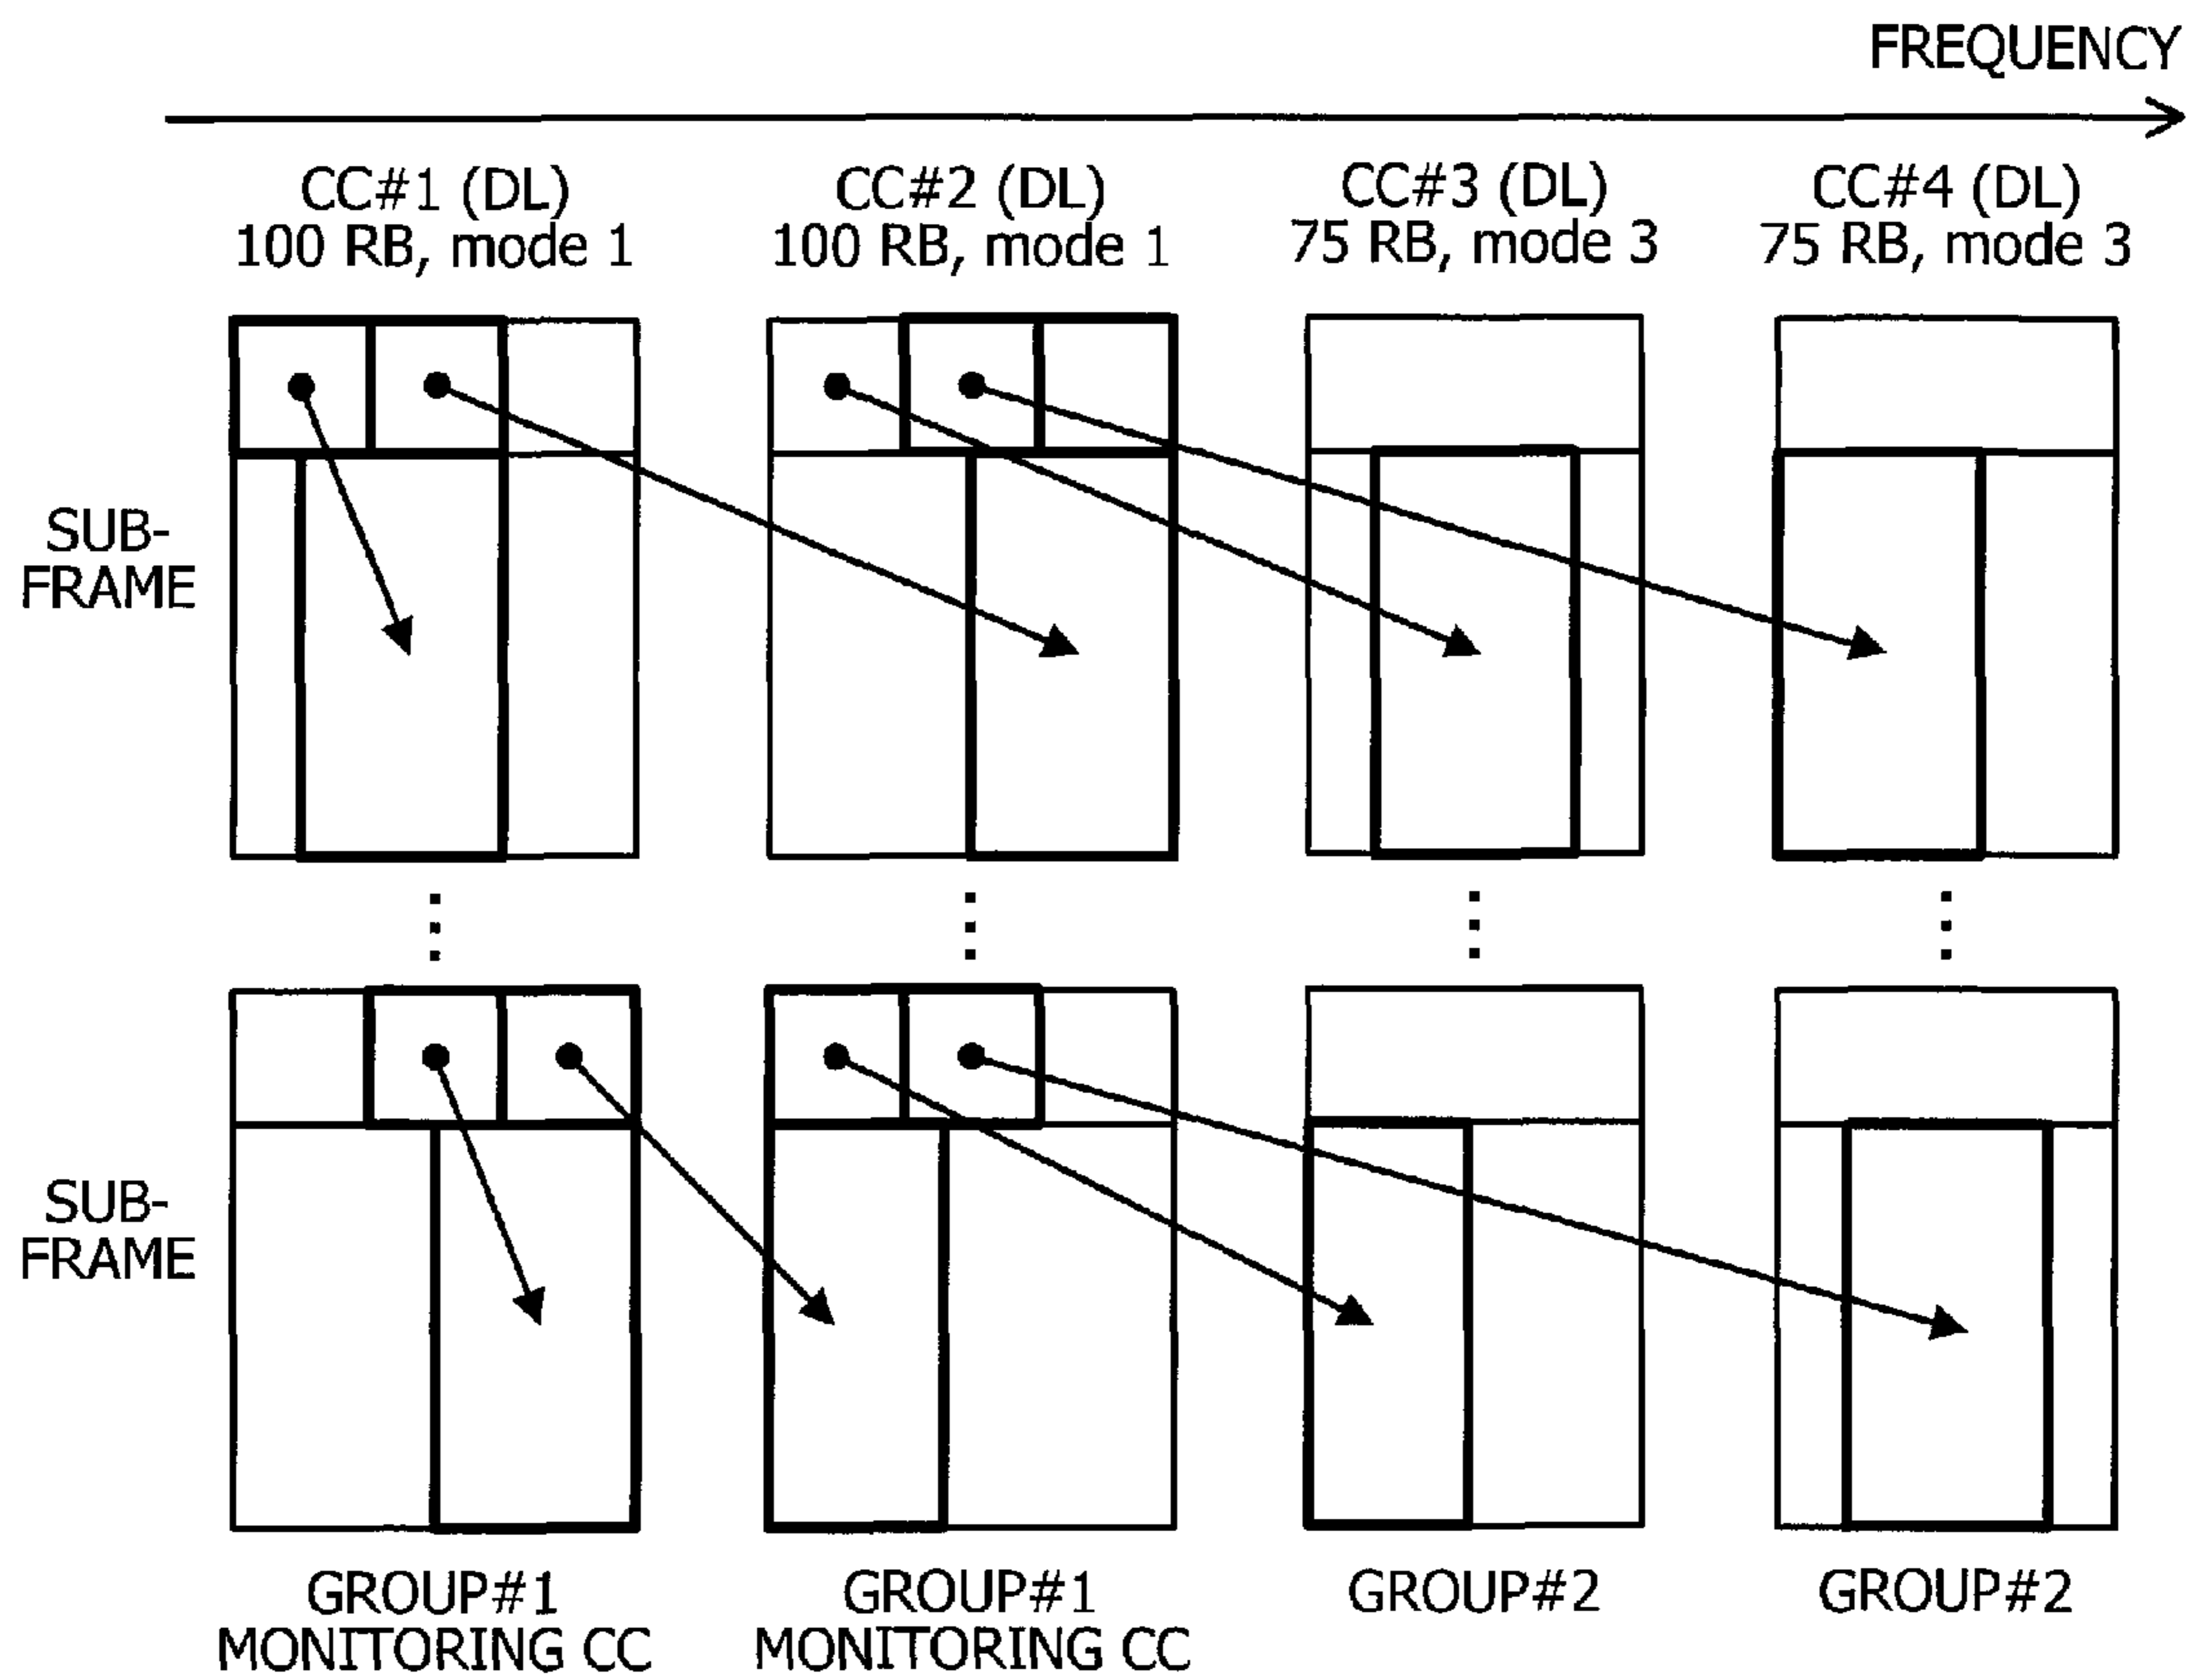 FREQUENCY
CC#1 (DL)
100 RB, mode 1
CC#2 (DL)
100 RB, mode 1
CC#3 (DL)
75 RB, mode 3
CC#4 (DL)
75 RB, mode 3
SUB-
FRAME
SUB-
FRAME
GROUP#1
MONITORING CC
GROUP#1
MONITORING CC
GROUP#2
GROUP#2